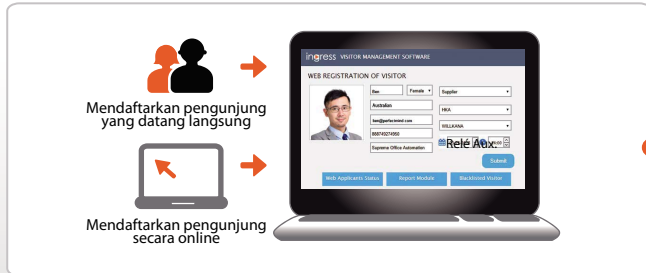 Mendaftarkan pengunjung
yang datang langsung
Mendaftarkan pengunjung
secara online
ingress VISITOR MANAGEMENT SOFTWARE
WEB REGISTRATION OF VISITOR
Ben Female Supplier
Australian HKA
ben@perfectmind.com WILLKANA
Supreme Office Automation Relé Aux.
Submit
Web Applicants Status Report Module Blacklisted Visitor